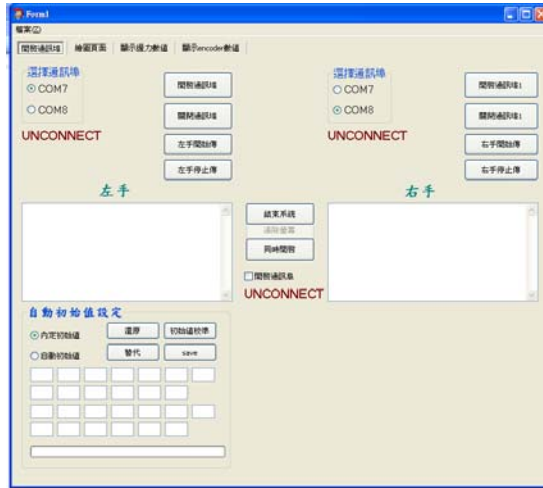 Form1
檔案(Z)
開啟通訊埠 繪圖頁面 顯示握力數值 顯示encoder數值
選擇通訊埠
COM7
COM8
UNCONNECT
開啟通訊埠
關閉通訊埠
左手開始傳
左手停止傳
選擇通訊埠
COM7
COM8
UNCONNECT
開啟通訊埠1
關閉通訊埠1
右手開始傳
右手停止傳
左手
右手
結束系統
清除螢幕
同時開啟
開啟通訊息
UNCONNECT
自動初始值設定
內定初始值
自動初始值
還原
初始值校準
替代
save